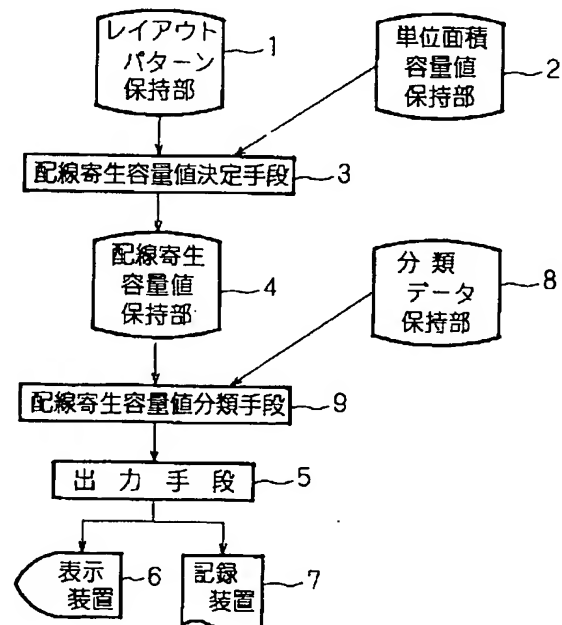 レイアウト
パターン
保持部
1
単位面積
容量値
保持部
2
配線寄生容量値決定手段
3
配線寄生
容量値
保持部
4
分類
データ
保持部
8
配線寄生容量値分類手段
9
出力手段
5
表示
装置
6
記録
装置
7